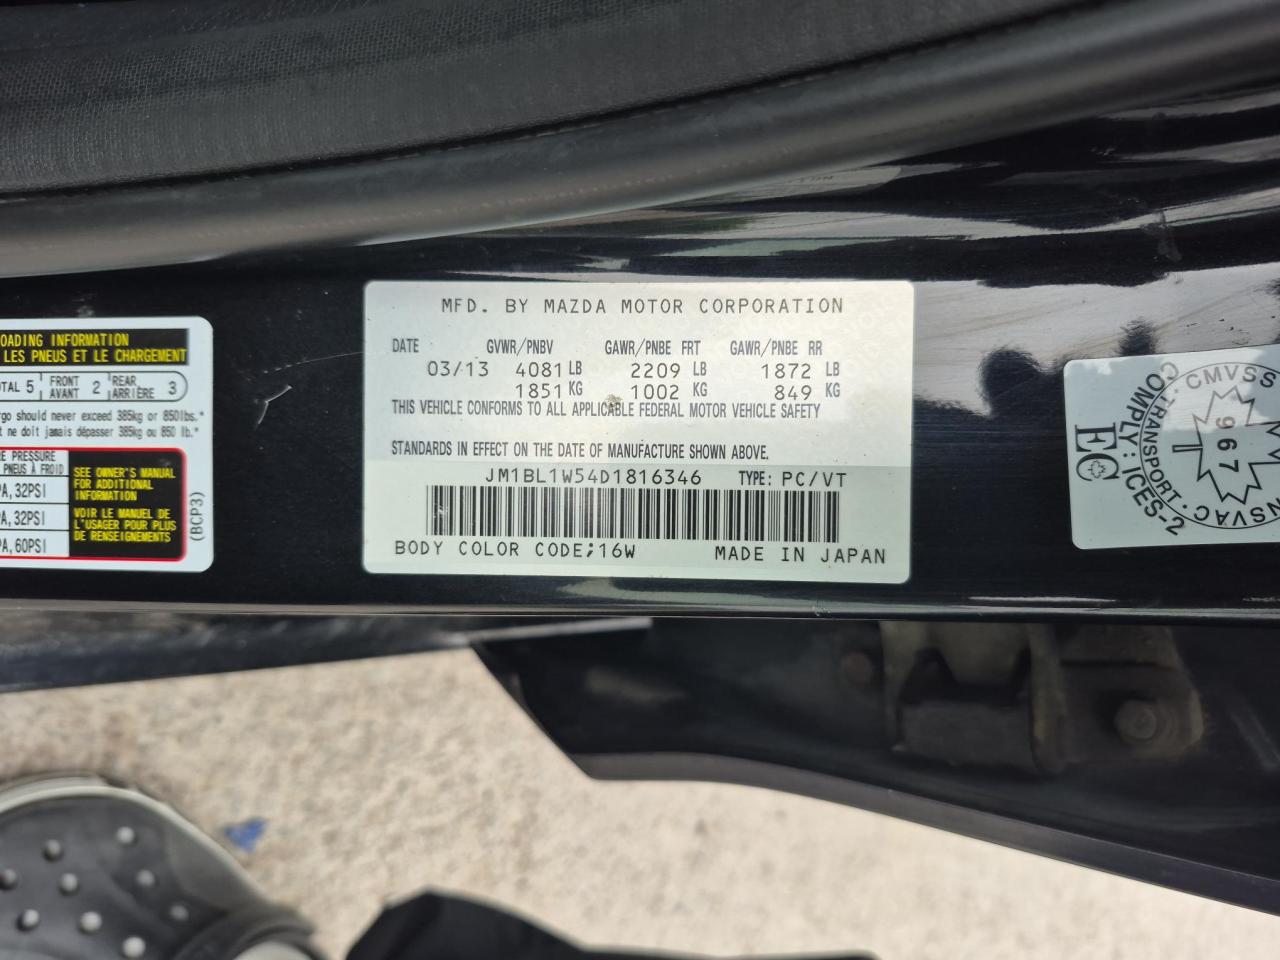 OADING INFORMATION
LES PNEUS ET LE CHARGEMENT
OTAL 5 FRONT AVANT 2 REAR ARRIÈRE 3
rgo should never exceed 385kg or 850lbs.*
t ne doit jamais dépasser 385kg ou 850 lb.*
RE PRESSURE
PNEUS À FROID
PA, 32PSI
PA, 32PSI
PA, 60PSI
SEE OWNER'S MANUAL
FOR ADDITIONAL
INFORMATION
VOIR LE MANUEL DE
L'USAGER POUR PLUS
DE RENSEIGNEMENTS
(BCP3)
MFD. BY MAZDA MOTOR CORPORATION
DATE GVWR/PNBV GAWR/PNBE FRT GAWR/PNBE RR
03/13 4081 LB 2209 LB 1872 LB
1851 KG 1002 KG 849 KG
THIS VEHICLE CONFORMS TO ALL APPLICABLE FEDERAL MOTOR VEHICLE SAFETY
STANDARDS IN EFFECT ON THE DATE OF MANUFACTURE SHOWN ABOVE.
JM1BL1W54D1816346 TYPE: PC/VT
BODY COLOR CODE;16W MADE IN JAPAN
COMPLY: ICES-2
EC
TRANSPORT
CMVSS
967
NSVAC